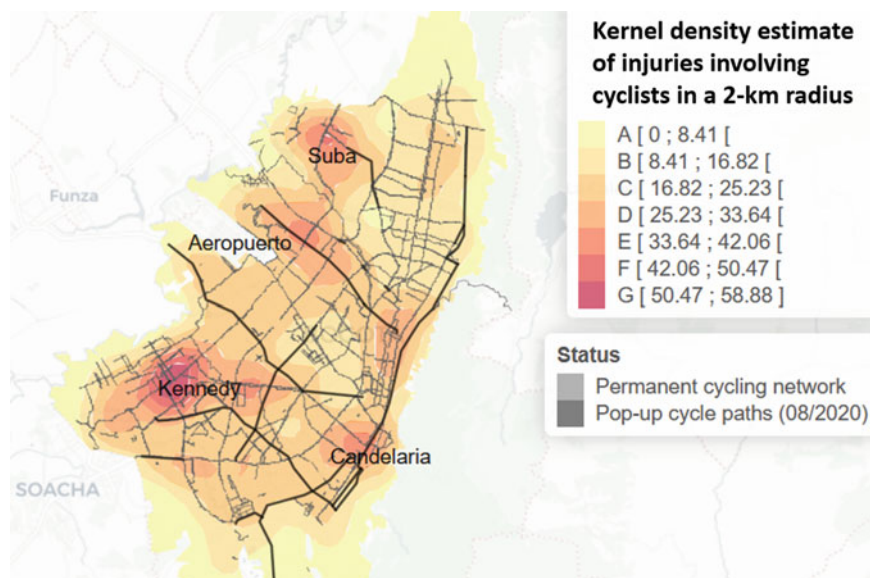 Kernel density estimate
of injuries involving
cyclists in a 2-km radius
A [ 0 ; 8.41 [
B [ 8.41 ; 16.82 [
C [ 16.82 ; 25.23 [
D [ 25.23 ; 33.64 [
E [ 33.64 ; 42.06 [
F [ 42.06 ; 50.47 [
G [ 50.47 ; 58.88 [
Status
Permanent cycling network
Pop-up cycle paths (08/2020)
Suba
Funza
Aeropuerto
Kennedy
Candelaria
SOACHA